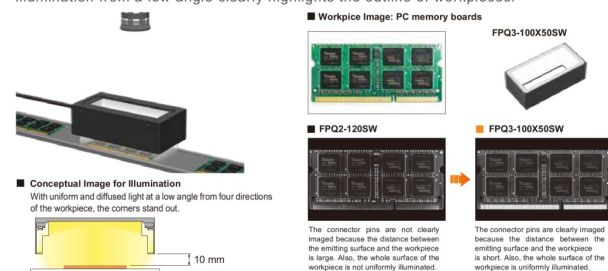 Illumination from a low angle clearly highlights the outline of workpieces.
■ Workpice Image: PC memory boards
FPQ3-100X50SW
■ FPQ2-120SW
■ FPQ3-100X50SW
■ Conceptual Image for Illumination
With uniform and diffused light at a low angle from four directions
of the workpiece, the corners stand out.
10 mm
The connector pins are not clearly
imaged because the distance between
the emitting surface and the workpiece
is large. Also, the whole surface of the
workpiece is not uniformly illuminated.
The connector pins are clearly imaged
because the distance between the
emitting surface and the workpiece
is short. Also, the whole surface of the
workpiece is uniformly illuminated.